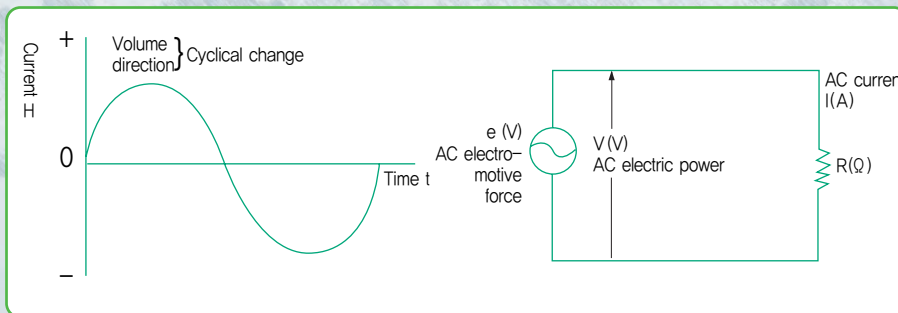 +
Volume
direction } Cyclical change
Current I
0
Time t
−
e (V)
AC electro-
motive
force
V(V)
AC electric power
AC curren
I(A)
R(Ω)